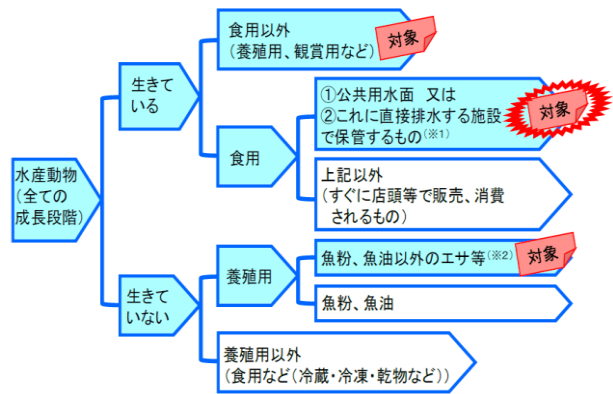 水産動物
（全ての
成長段階）
生きて
いる
食用以外
（養殖用、観賞用など）
対象
食用
①公共用水面　又は
②これに直接排水する施設
で保管するもの（※1）
対象
上記以外
（すぐに店頭等で販売、消費
されるもの）
生きて
いない
養殖用
魚粉、魚油以外のエサ等（※2）
対象
魚粉、魚油
養殖用以外
（食用など（冷蔵・冷凍・乾物など））